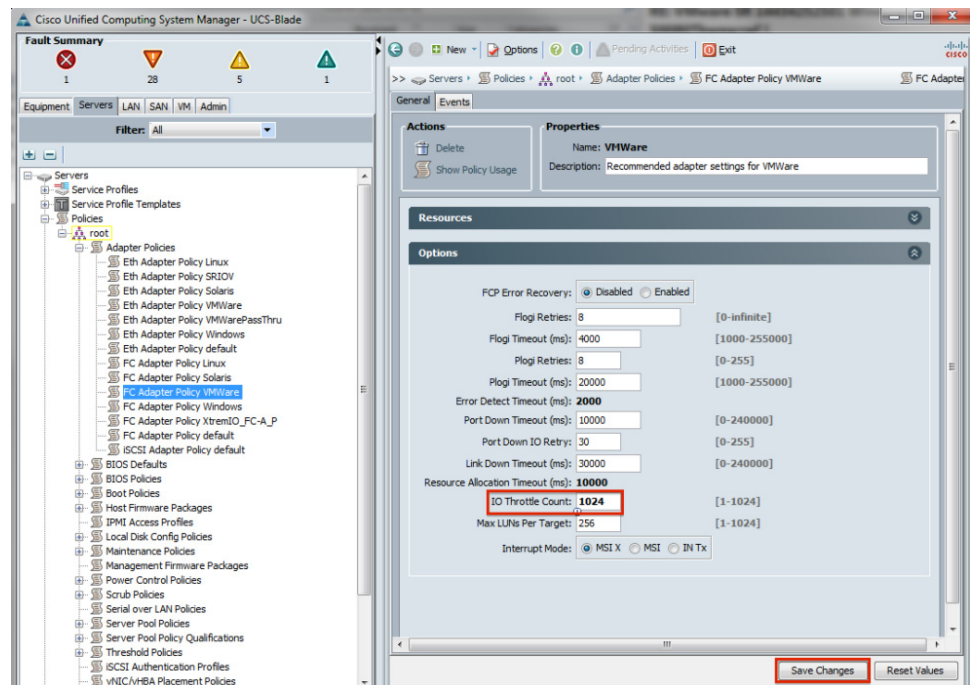 Cisco Unified Computing System Manager - UCS-Blade
Fault Summary
1 28 5 1
Equipment Servers LAN SAN VM Admin
Filter: All
Servers
Service Profiles
Service Profile Templates
Policies
root
Adapter Policies
Eth Adapter Policy Linux
Eth Adapter Policy SRIOV
Eth Adapter Policy Solaris
Eth Adapter Policy VMWare
Eth Adapter Policy VMWarePassThru
Eth Adapter Policy Windows
Eth Adapter Policy default
FC Adapter Policy Linux
FC Adapter Policy Solaris
FC Adapter Policy VMWare
FC Adapter Policy Windows
FC Adapter Policy XtremIO_FC-A_P
FC Adapter Policy default
iSCSI Adapter Policy default
BIOS Defaults
BIOS Policies
Boot Policies
Host Firmware Packages
IPMI Access Profiles
Local Disk Config Policies
Maintenance Policies
Management Firmware Packages
Power Control Policies
Scrub Policies
Serial over LAN Policies
Server Pool Policies
Server Pool Policy Qualifications
Threshold Policies
iSCSI Authentication Profiles
vNIC/vHBA Placement Policies
New Options Pending Activities Exit
cisco
>> Servers Policies root Adapter Policies FC Adapter Policy VMWare FC Adapter
General Events
Actions
Delete
Show Policy Usage
Properties
Name: VMWare
Description: Recommended adapter settings for VMWare
Resources
Options
FCP Error Recovery: Disabled Enabled
Flogi Retries: 8 [0-infinite]
Flogi Timeout (ms): 4000 [1000-255000]
Plogi Retries: 8 [0-255]
Plogi Timeout (ms): 20000 [1000-255000]
Error Detect Timeout (ms): 2000
Port Down Timeout (ms): 10000 [0-240000]
Port Down IO Retry: 30 [0-255]
Link Down Timeout (ms): 30000 [0-240000]
Resource Allocation Timeout (ms): 10000
IO Throttle Count: 1024 [1-1024]
Max LUNs Per Target: 256 [1-1024]
Interrupt Mode: MSI X MSI IN Tx
Save Changes Reset Values